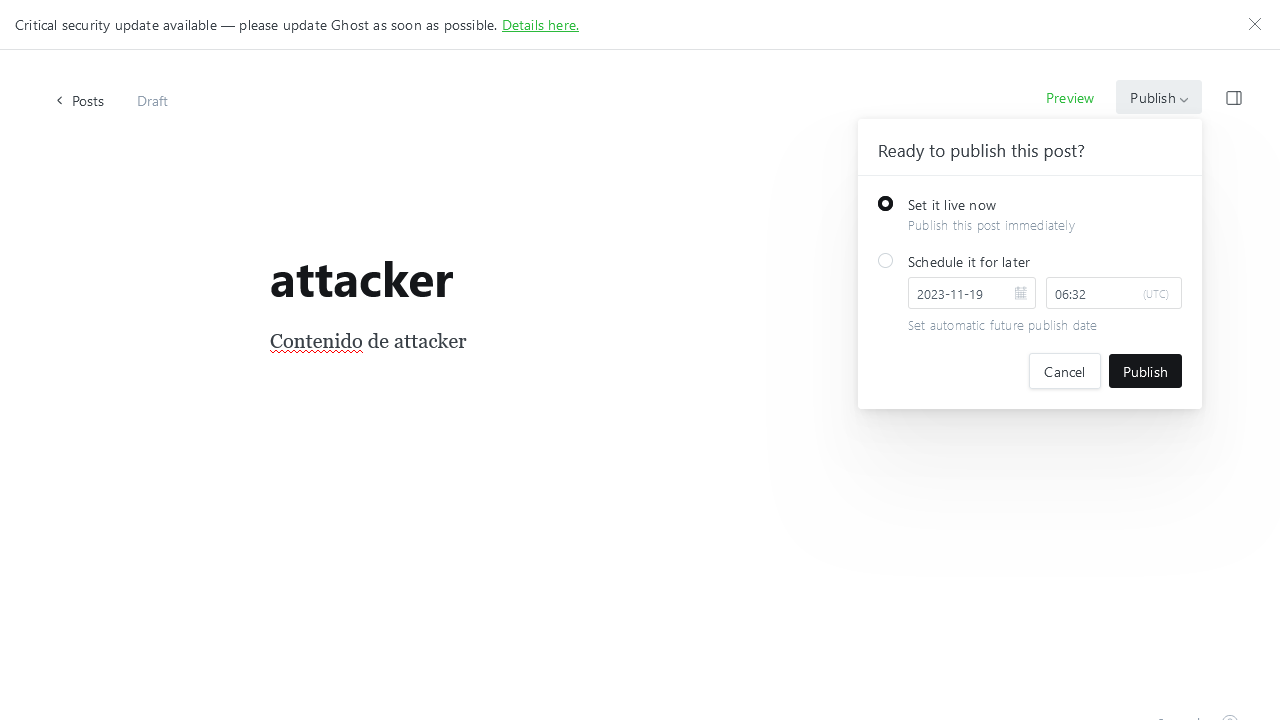 Critical security update available — please update Ghost as soon as possible. Details here.
Posts
Draft
Preview
Publish
Ready to publish this post?
Set it live now
Publish this post immediately
Schedule it for later
2023-11-19
06:32
(UTC)
Set automatic future publish date
Cancel
Publish
attacker
Contenido de attacker